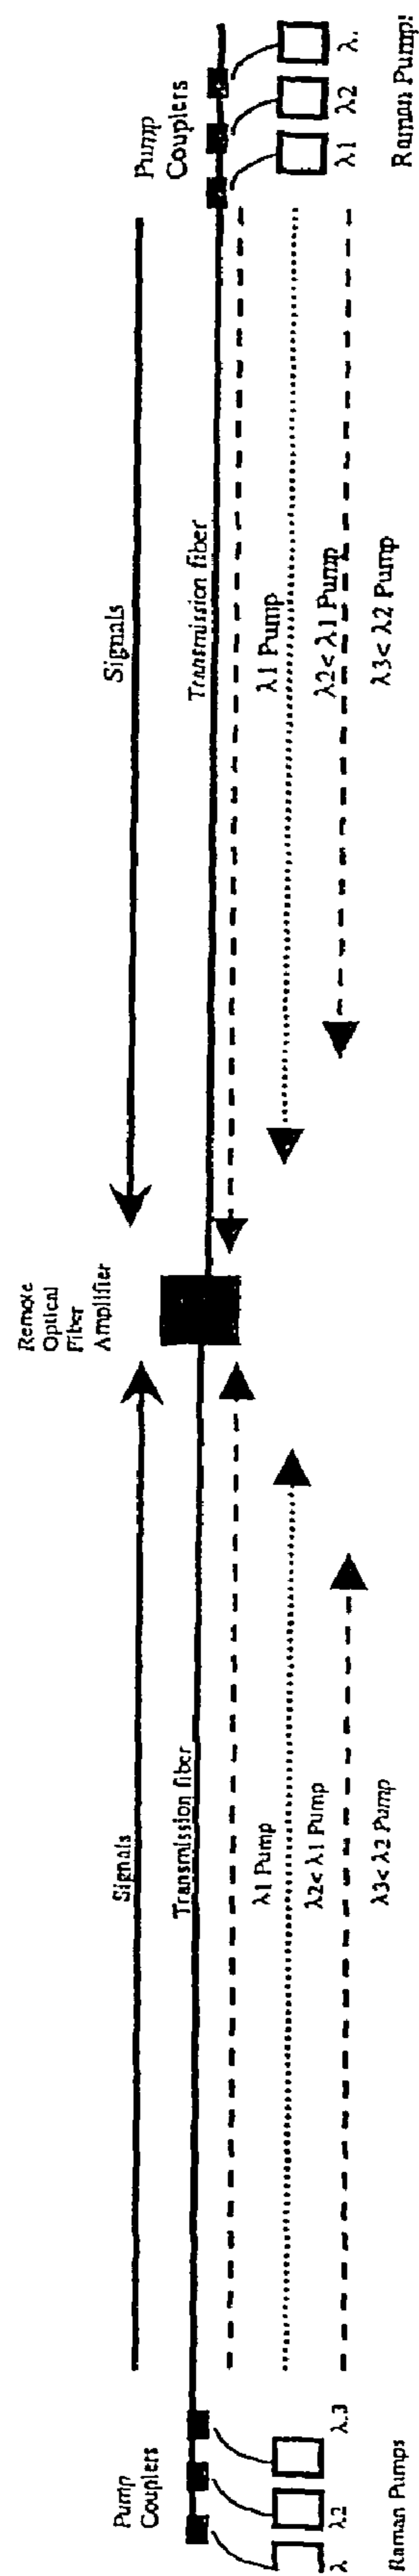 Remote
Optical
Fiber
Amplifier
Signals
Signals
Pump
Couplers
Pump
Couplers
Transmission fiber
Transmission fiber
λ1 Pump
λ1 Pump
λ2< λ1 Pump
λ2< λ1 Pump
λ3< λ2 Pump
λ3< λ2 Pump
λ
λ2
λ3
λ1
λ2
λ.
Raman Pumps
Raman Pump